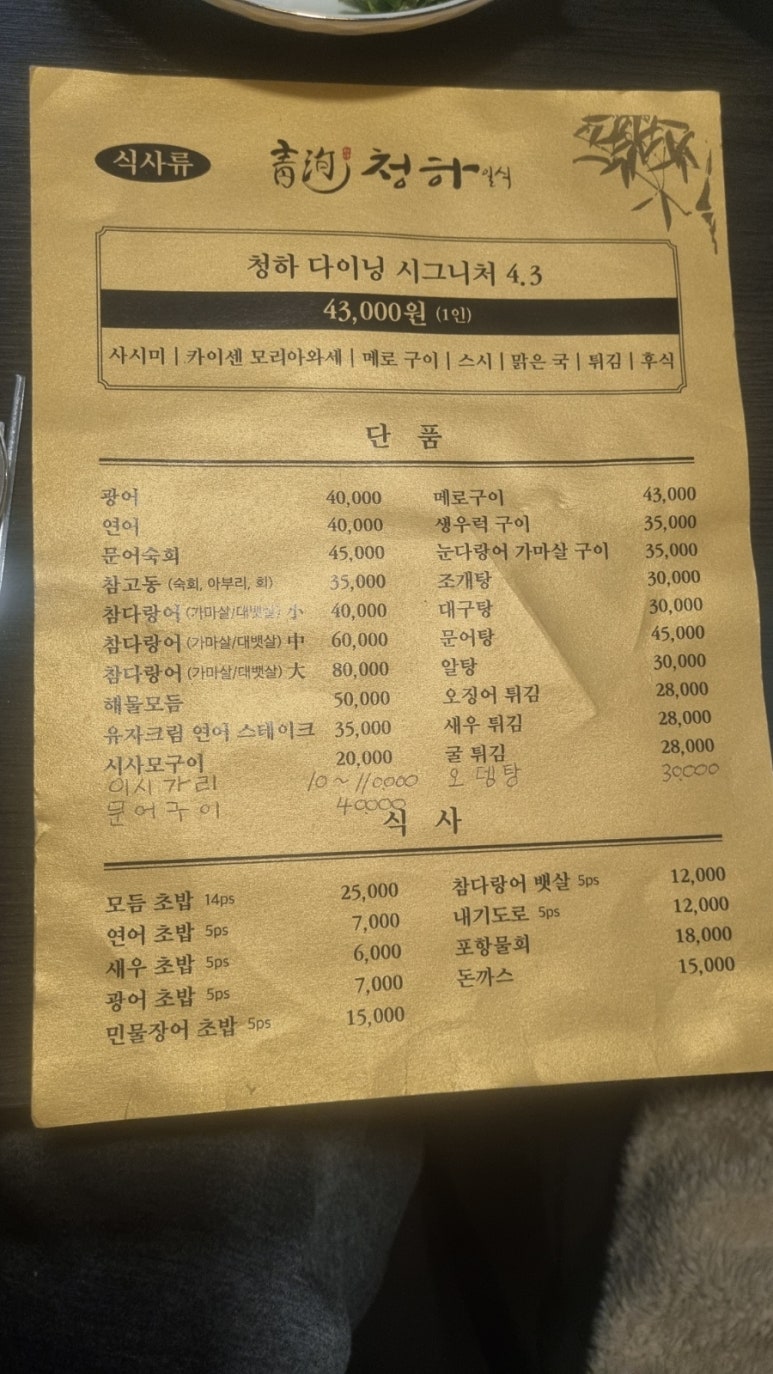 식사류
靑洵 청하 일식
청하 다이닝 시그니처 4.3
43,000원 (1인)
사시미 | 카이센 모리아와세 | 메로 구이 | 스시 | 맑은 국 | 튀김 | 후식
단 품
광어 40,000
연어 40,000
문어숙회 45,000
참고동 (숙회, 아부리, 회) 35,000
참다랑어 (가마살/대뱃살) 小 40,000
참다랑어 (가마살/대뱃살) 中 60,000
참다랑어 (가마살/대뱃살) 大 80,000
해물모듬 50,000
유자크림 연어 스테이크 35,000
시사모구이 20,000
이시가리 10~110000
문어구이 40000
메로구이 43,000
생우럭 구이 35,000
눈다랑어 가마살 구이 35,000
조개탕 30,000
대구탕 30,000
문어탕 45,000
알탕 30,000
오징어 튀김 28,000
새우 튀김 28,000
굴 튀김 28,000
오뎅탕 30000
식 사
모듬 초밥 14ps 25,000
연어 초밥 5ps 7,000
새우 초밥 5ps 6,000
광어 초밥 5ps 7,000
민물장어 초밥 5ps 15,000
참다랑어 뱃살 5ps 12,000
내기도로 5ps 12,000
포항물회 18,000
돈까스 15,000